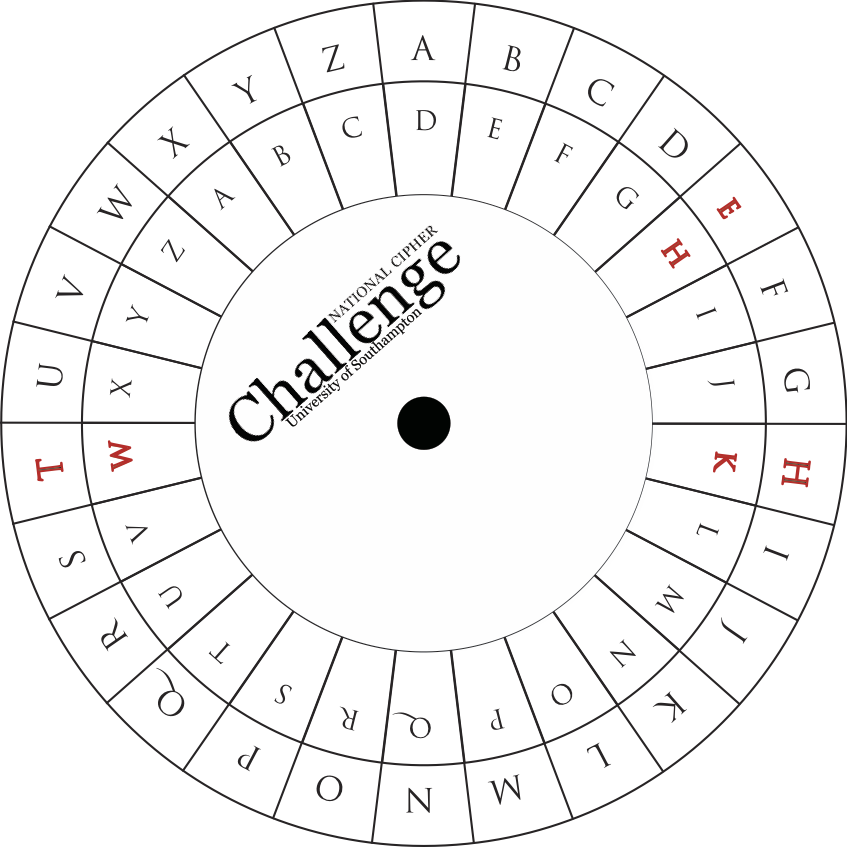 A B C D E F G H I J K L M N O P Q R S T U V W X Y Z
D E F G H I J K L M N O P Q R S T U V W X Y Z A B C
NATIONAL CIPHER
Challenge
University of Southampton